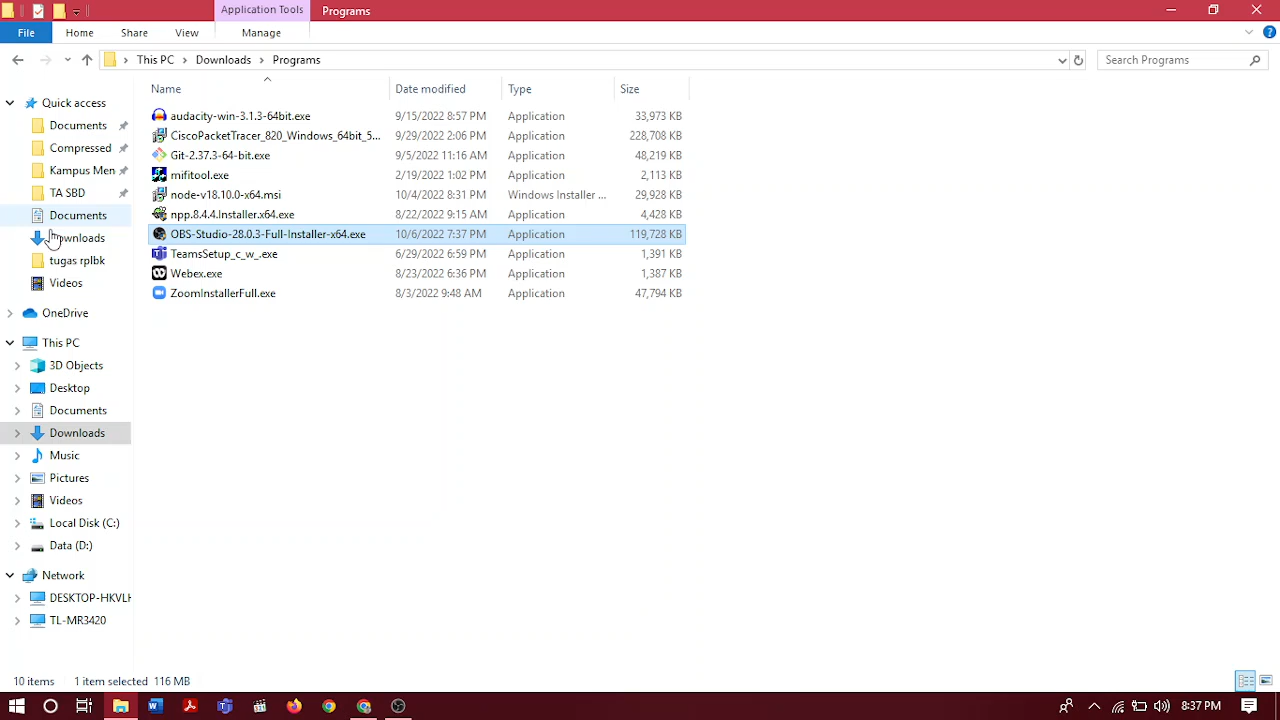 Application Tools
Programs
File
Home
Share
View
Manage
This PC > Downloads > Programs
Search Programs
Name
Date modified
Type
Size
audacity-win-3.1.3-64bit.exe 9/15/2022 8:57 PM Application 33,973 KB
CiscoPacketTracer_820_Windows_64bit_5... 9/29/2022 2:06 PM Application 228,708 KB
Git-2.37.3-64-bit.exe 9/5/2022 11:16 AM Application 48,219 KB
mifitool.exe 2/19/2022 1:02 PM Application 2,113 KB
node-v18.10.0-x64.msi 10/4/2022 8:31 PM Windows Installer ... 29,928 KB
npp.8.4.4.Installer.x64.exe 8/22/2022 9:15 AM Application 4,428 KB
OBS-Studio-28.0.3-Full-Installer-x64.exe 10/6/2022 7:37 PM Application 119,728 KB
TeamsSetup_c_w_.exe 6/29/2022 6:59 PM Application 1,391 KB
Webex.exe 8/23/2022 6:36 PM Application 1,387 KB
ZoomInstallerFull.exe 8/3/2022 9:48 AM Application 47,794 KB
Quick access
Documents
Compressed
Kampus Men
TA SBD
Documents
Downloads
tugas rplbk
Videos
OneDrive
This PC
3D Objects
Desktop
Documents
Downloads
Music
Pictures
Videos
Local Disk (C:)
Data (D:)
Network
DESKTOP-HKVLH
TL-MR3420
10 items 1 item selected 116 MB
8:37 PM